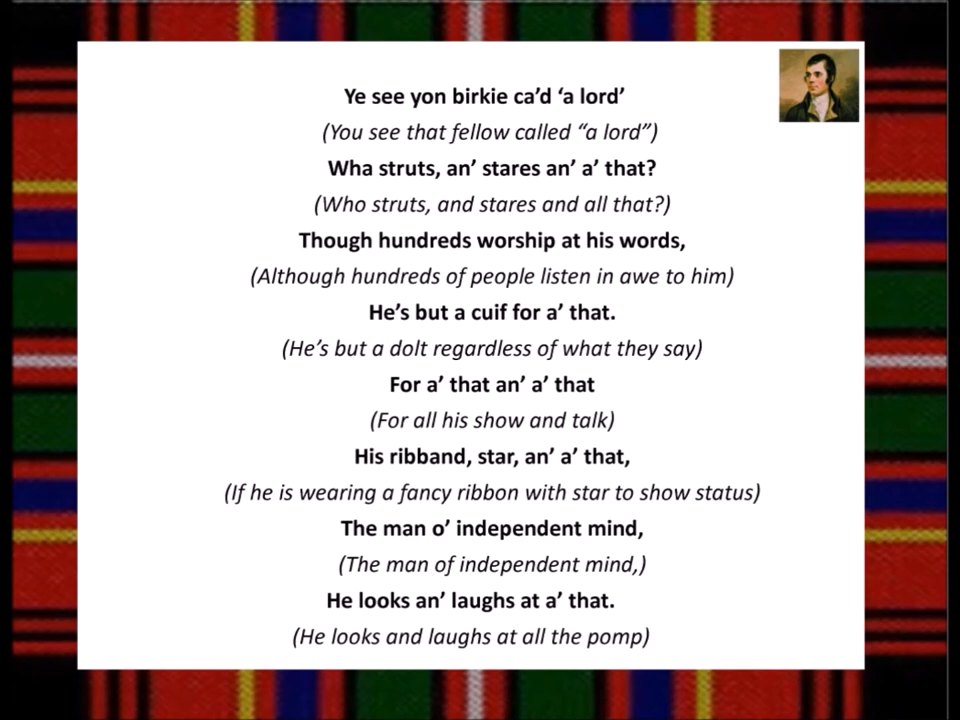 Ye see yon birkie ca’d ‘a lord’
(You see that fellow called “a lord”)
Wha struts, an’ stares an’ a’ that?
(Who struts, and stares and all that?)
Though hundreds worship at his words,
(Although hundreds of people listen in awe to him)
He’s but a cuif for a’ that.
(He’s but a dolt regardless of what they say)
For a’ that an’ a’ that
(For all his show and talk)
His ribband, star, an’ a’ that,
(If he is wearing a fancy ribbon with star to show status)
The man o’ independent mind,
(The man of independent mind,)
He looks an’ laughs at a’ that.
(He looks and laughs at all the pomp)